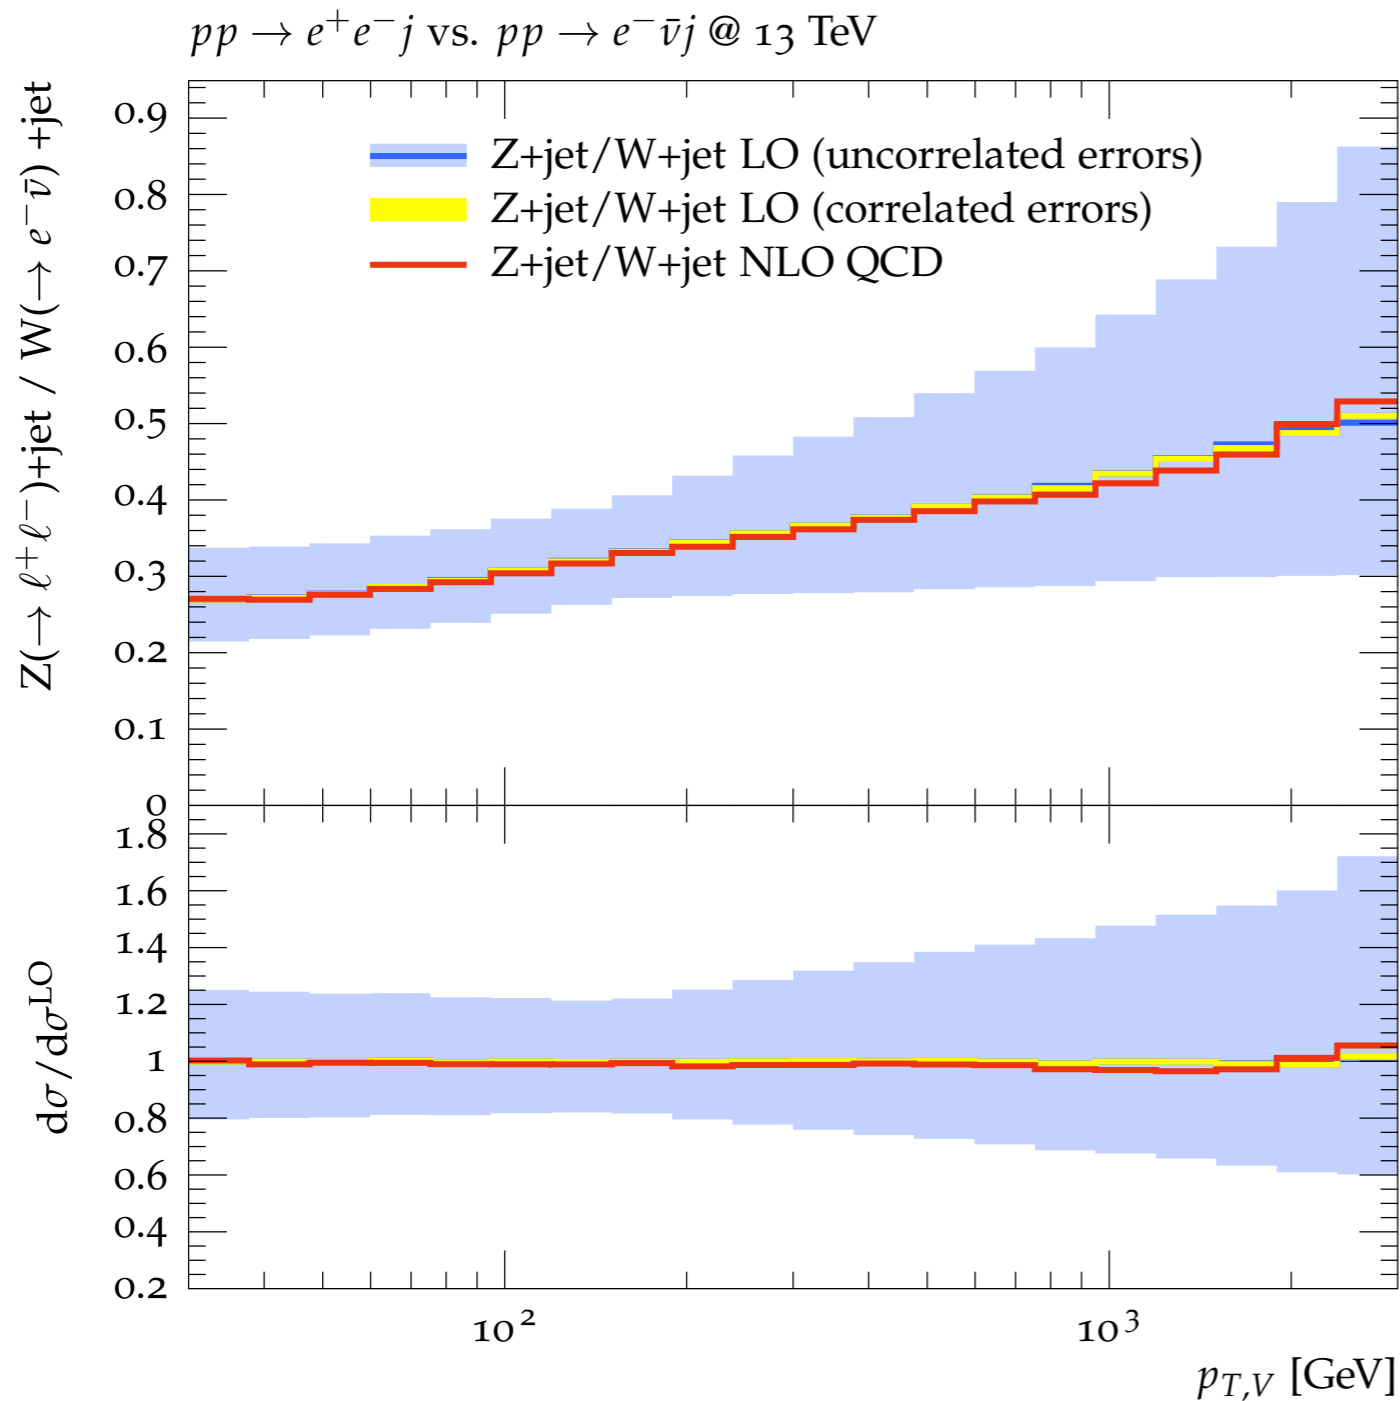 pp → e⁺e⁻j vs. pp → e⁻ν̄j @ 13 TeV
Z(→ ℓ⁺ℓ⁻)+jet / W(→ e⁻ν̄) +jet
0.9
0.8
0.7
0.6
0.5
0.4
0.3
0.2
0.1
0
Z+jet/W+jet LO (uncorrelated errors)
Z+jet/W+jet LO (correlated errors)
Z+jet/W+jet NLO QCD
dσ/dσᴸᴼ
1.8
1.6
1.4
1.2
1
0.8
0.6
0.4
0.2
10² 10³
p_{T,V} [GeV]